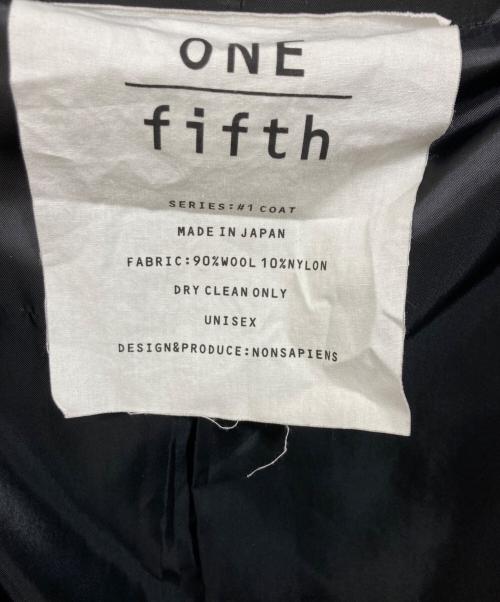 ONE
fifth
SERIES:#1 COAT
MADE IN JAPAN
FABRIC:90%WOOL 10%NYLON
DRY CLEAN ONLY
UNISEX
DESIGN&PRODUCE:NONSAPIENS